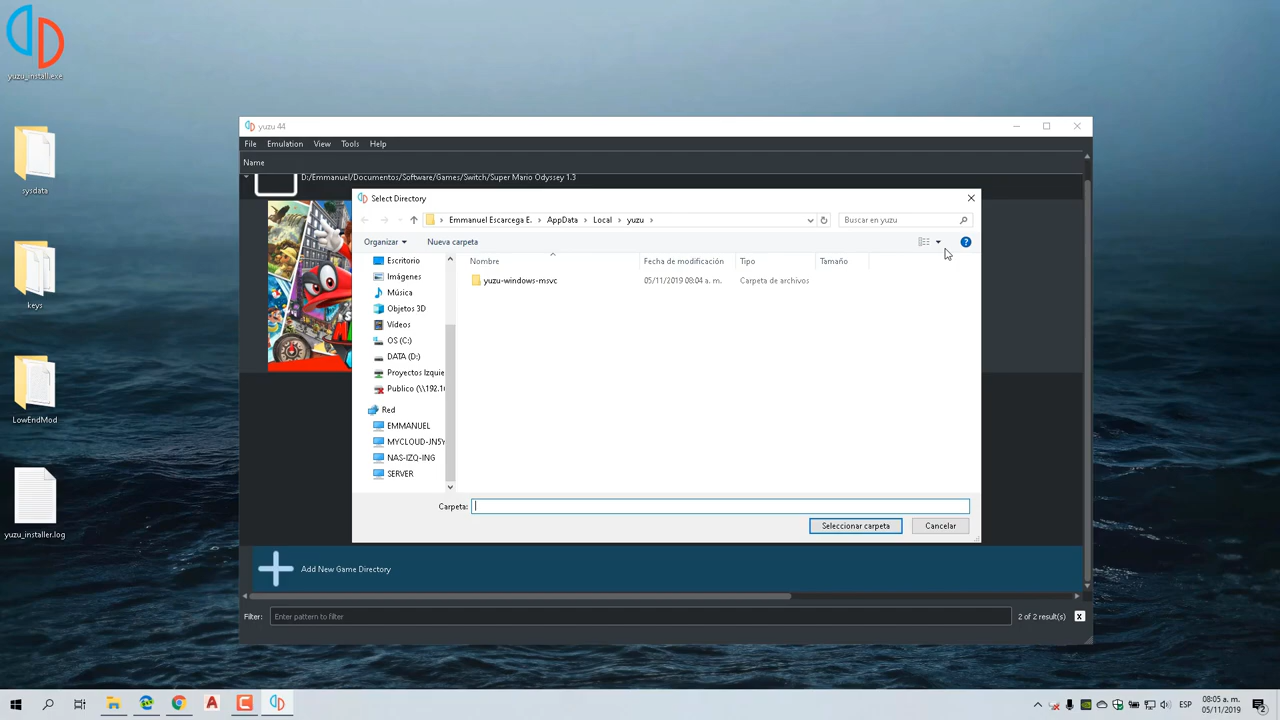 yuzu_install.exe
sysdata
keys
LowEndMod
yuzu_installer.log
yuzu 44
File Emulation View Tools Help
Name
D:/Emmanuel/Documentos/Software/Games/Switch/Super Mario Odyssey 1.3
Select Directory
Emmanuel Escarcega E. > AppData > Local > yuzu >
Buscar en yuzu
Organizar Nueva carpeta
Nombre Fecha de modificación Tipo Tamaño
yuzu-windows-msvc 05/11/2019 08:04 a. m. Carpeta de archivos
Escritorio
Imágenes
Música
Objetos 3D
Vídeos
OS (C:)
DATA (D:)
Proyectos Izquie
Publico (\\192.1
Red
EMMANUEL
MYCLOUD-JN5Y
NAS-IZQ-ING
SERVER
Carpeta:
Seleccionar carpeta Cancelar
Add New Game Directory
Filter: Enter pattern to filter 2 of 2 result(s) X
ESP
08:05 a. m.
05/11/2019
2